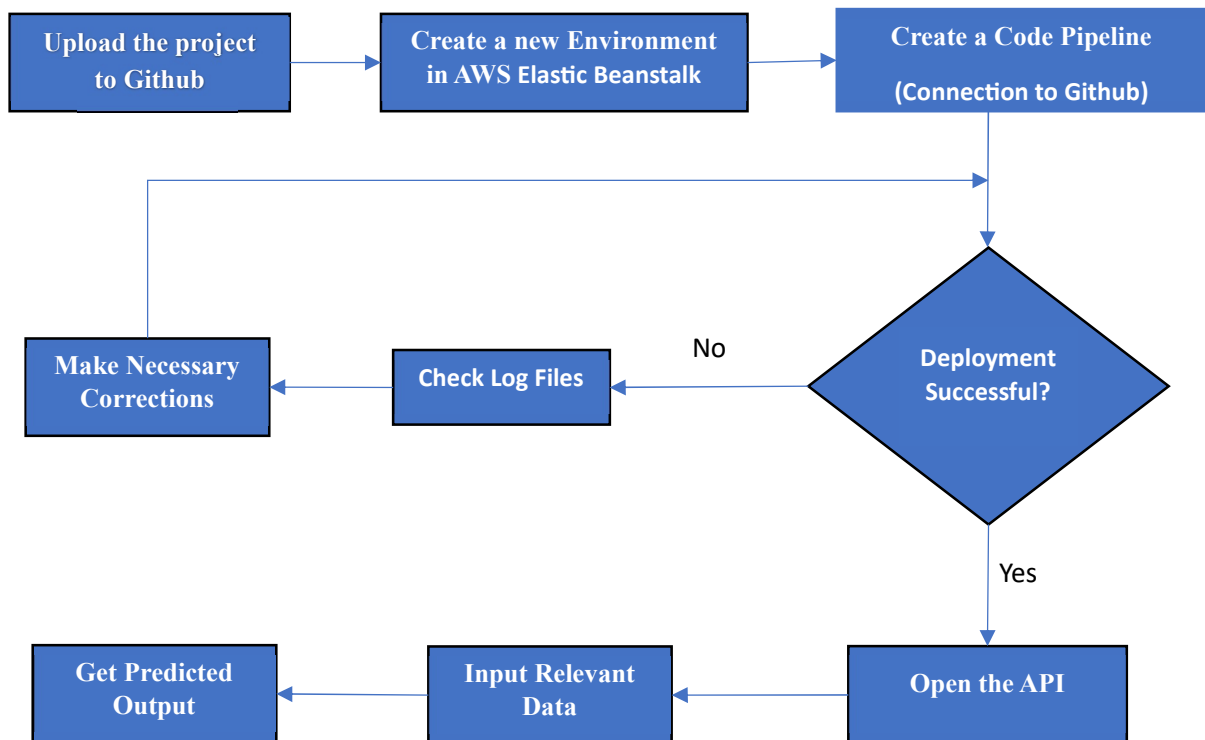 Upload the project
to Github
Create a new Environment
in AWS Elastic Beanstalk
Create a Code Pipeline
(Connection to Github)
Make Necessary
Corrections
Check Log Files
No
Deployment
Successful?
Yes
Get Predicted
Output
Input Relevant
Data
Open the API